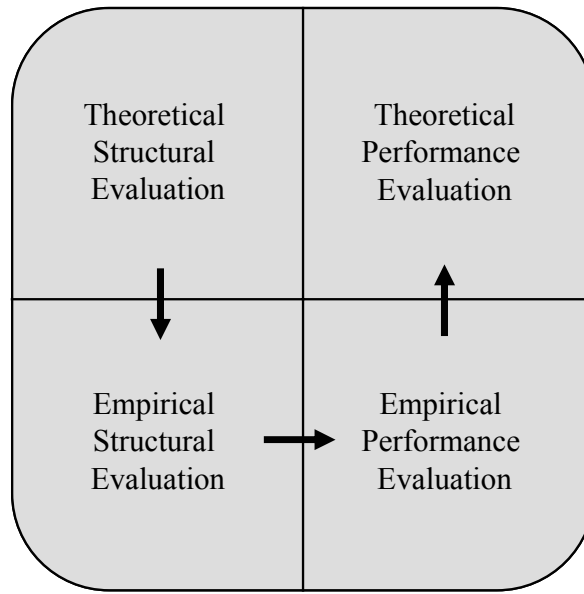 Theoretical
Structural
Evaluation
Theoretical
Performance
Evaluation
Empirical
Structural
Evaluation
Empirical
Performance
Evaluation